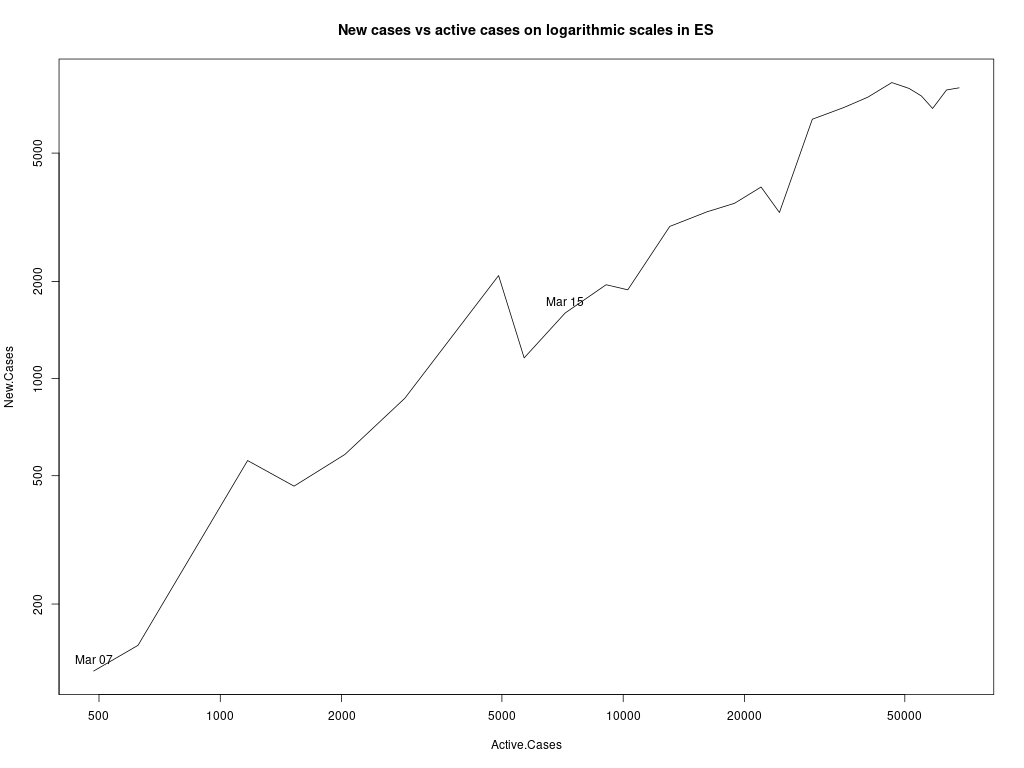 New cases vs active cases on logarithmic scales in ES
5000
2000
1000
500
200
New.Cases
Mar 15
Mar 07
500 1000 2000 5000 10000 20000 50000
Active.Cases